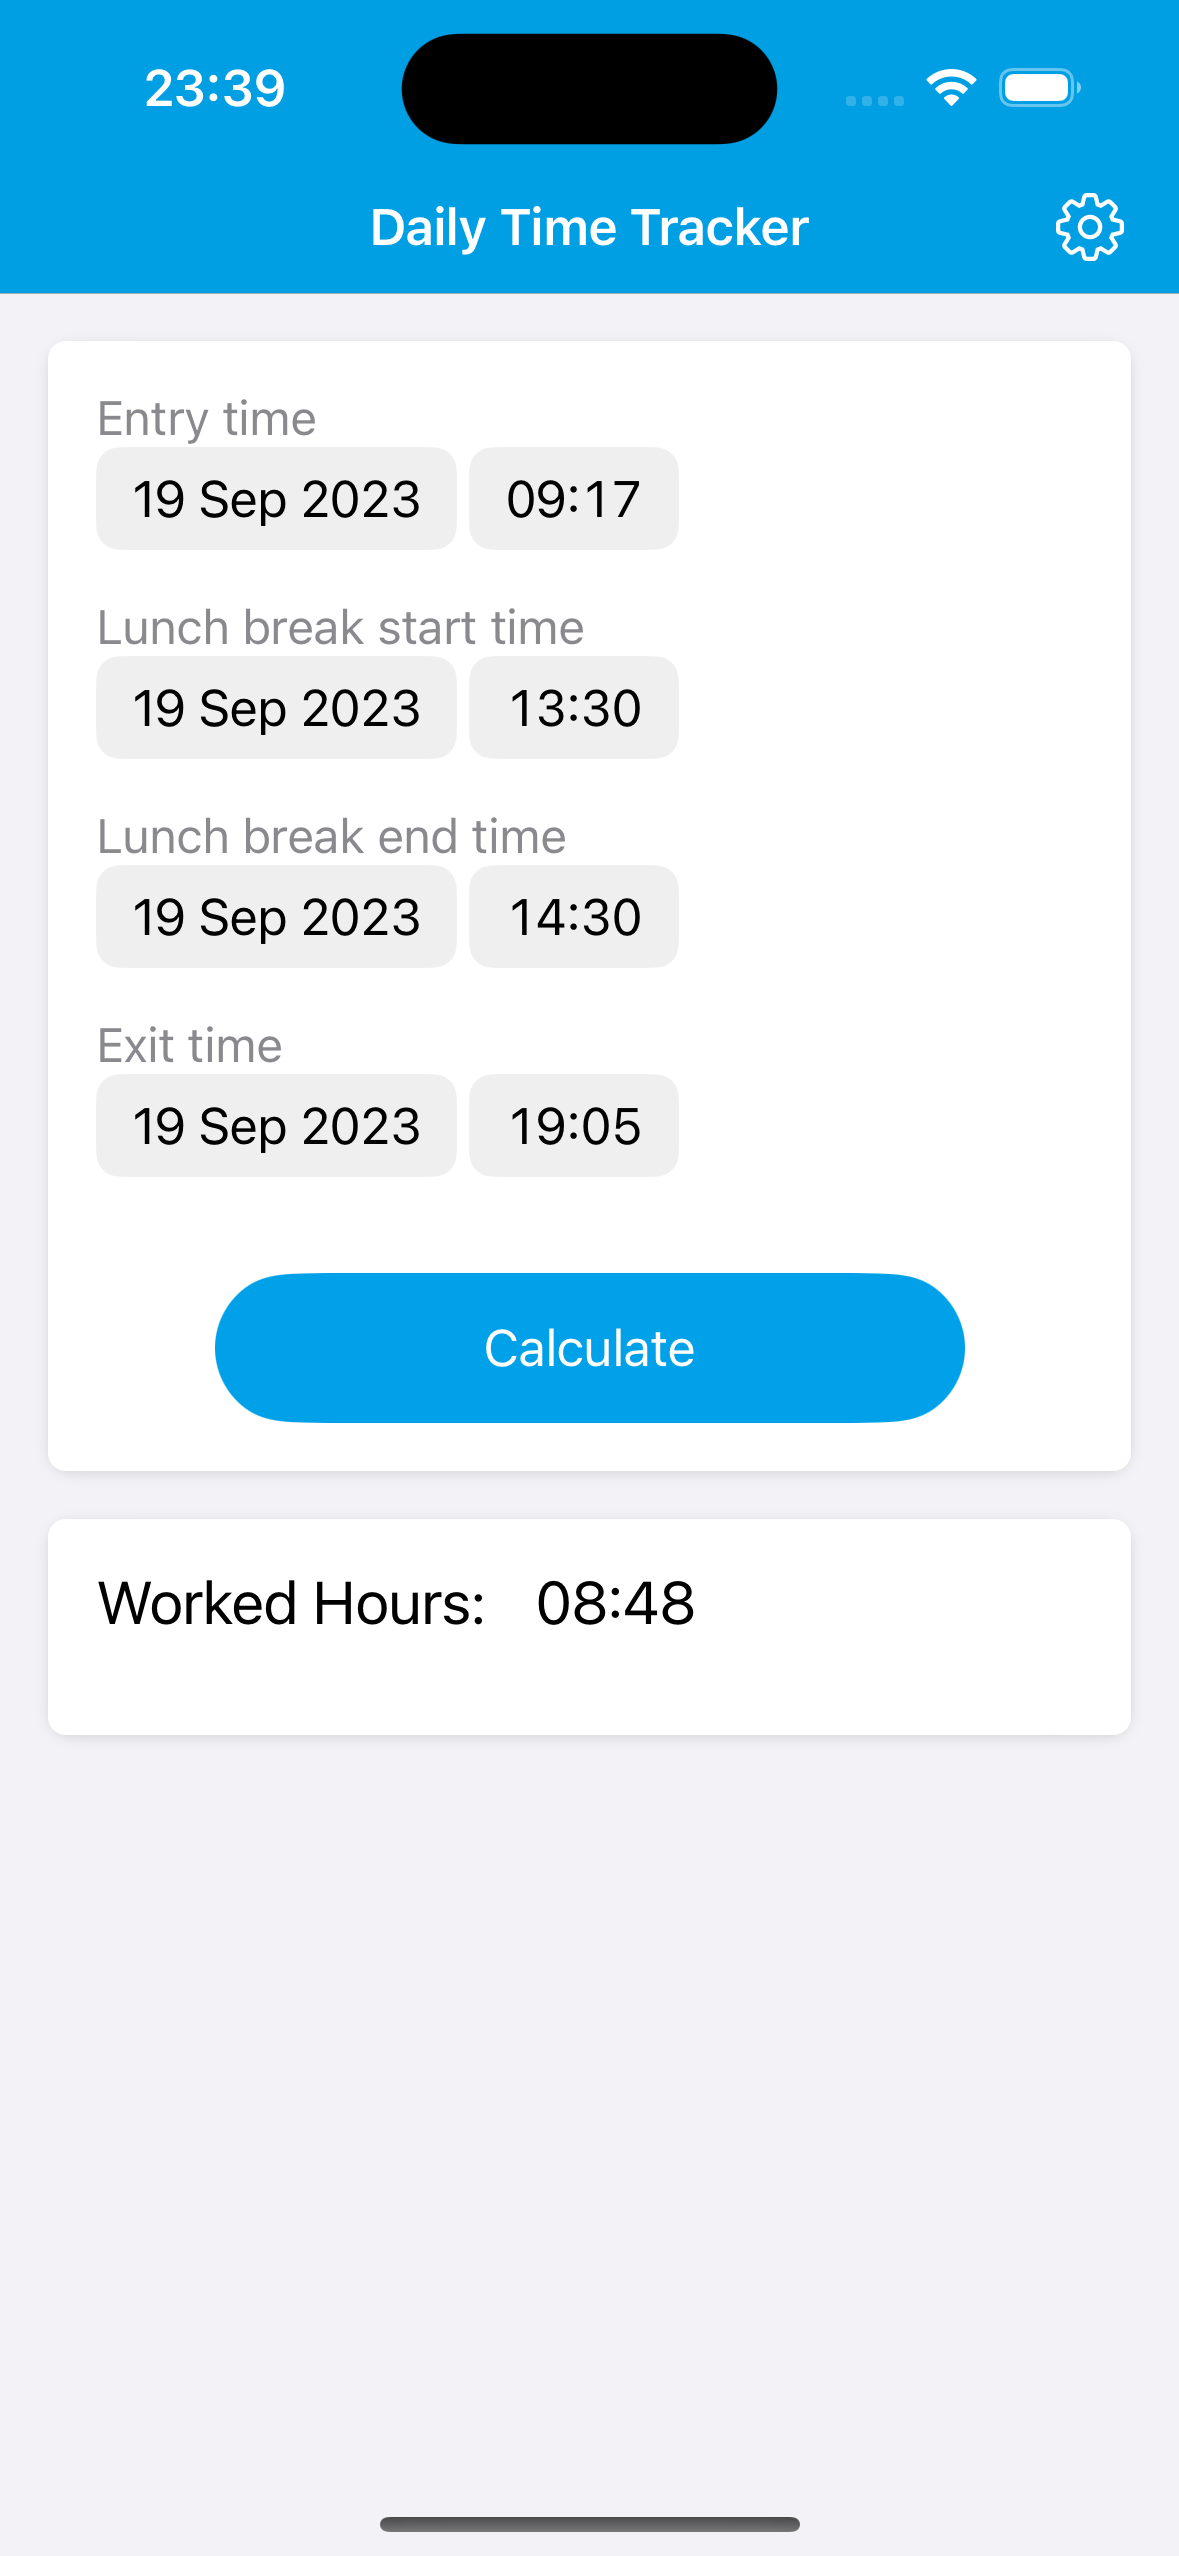 23:39
Daily Time Tracker
Entry time
19 Sep 2023 09:17
Lunch break start time
19 Sep 2023 13:30
Lunch break end time
19 Sep 2023 14:30
Exit time
19 Sep 2023 19:05
Calculate
Worked Hours: 08:48